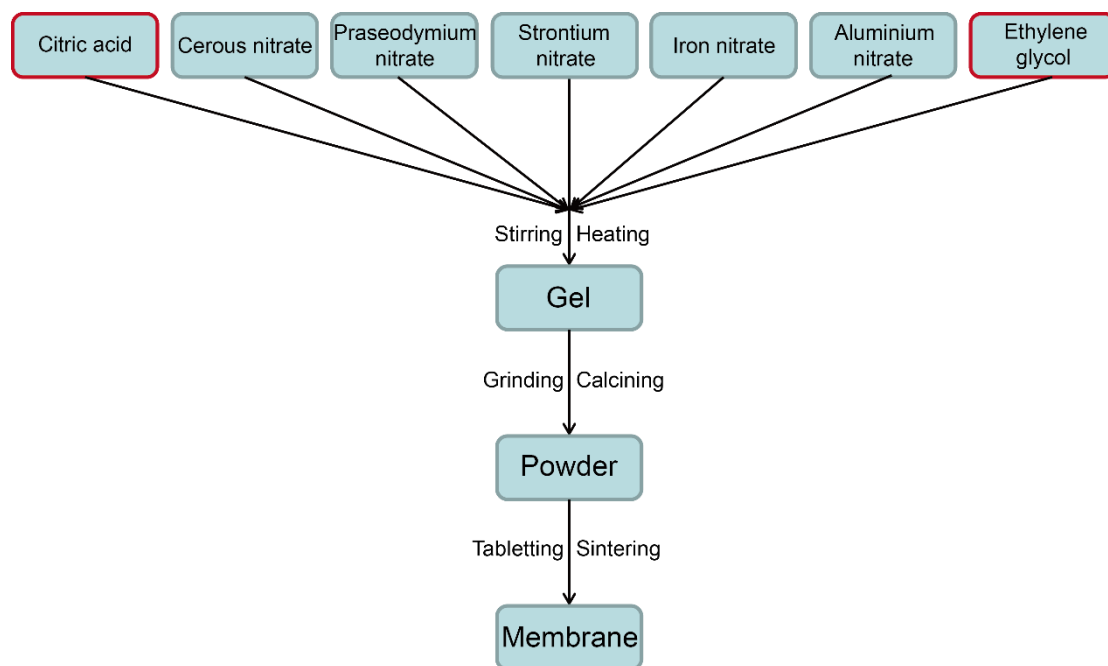 Citric acid
Cerous nitrate
Praseodymium
nitrate
Strontium
nitrate
Iron nitrate
Aluminium
nitrate
Ethylene
glycol
Stirring Heating
Gel
Grinding Calcining
Powder
Tabletting Sintering
Membrane